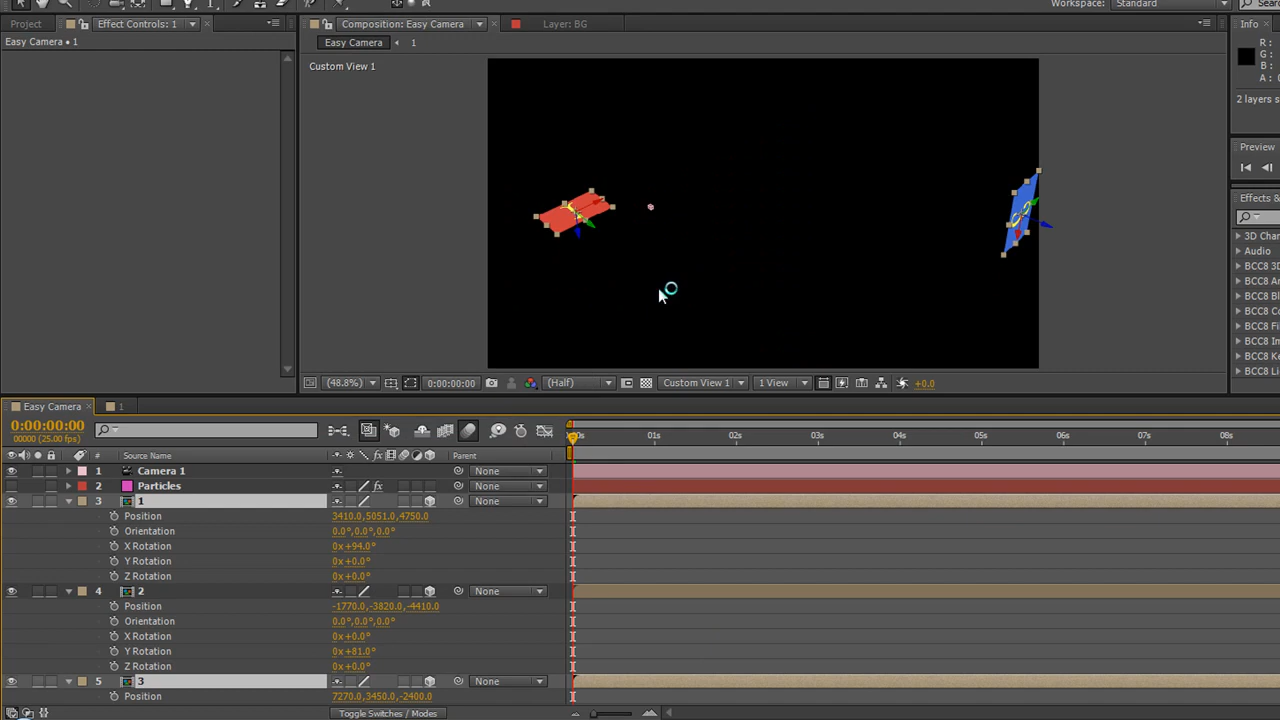 Workspace: Standard
Project
Effect Controls: 1
Composition: Easy Camera
Layer: BG
Info
Easy Camera • 1
Easy Camera
1
Custom View 1
R :
G :
B :
A :
2 layers s
Preview
Effects &
3D Chan
Audio
BCC8 3D
BCC8 Ar
BCC8 Bl
BCC8 Co
BCC8 Fil
BCC8 Im
BCC8 Ke
BCC8 Li
(48.8%)
0:00:00:00
(Half)
Custom View 1
1 View
+0.0
Easy Camera
1
0:00:00:00
00000 (25.00 fps)
01s
02s
03s
04s
05s
06s
07s
08s
#
Source Name
fx
Parent
1
Camera 1
None
2
Particles
fx
None
3
1
None
Position
3410.0,5051.0,4750.0
Orientation
0.0°,0.0°,0.0°
X Rotation
0x+94.0°
Y Rotation
0x+0.0°
Z Rotation
0x+0.0°
4
2
None
Position
-1770.0,-3820.0,-4410.0
Orientation
0.0°,0.0°,0.0°
X Rotation
0x+0.0°
Y Rotation
0x+81.0°
Z Rotation
0x+0.0°
5
3
None
Position
7270.0,3450.0,-2400.0
Toggle Switches / Modes